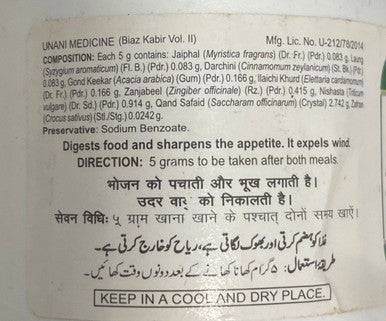 UNANI MEDICINE (Biaz Kabir Vol. II) Mfg. Lic. No. U-212/78/2014
COMPOSITION: Each 5 g contains: Jaiphal (Myristica fragrans) (Dr. Fr.) (Pdr.) 0.083 g, Laung
(Syzygium aromaticum) (Fl. B.) (Pdr.) 0.083 g, Darchini (Cinnamomum zeylanicum) (St. Bk.) (Pdr.)
0.083 g, Gond Keekar (Acacia arabica) (Gum) (Pdr.) 0.166 g, Ilaichi Khurd (Elettaria cardamomum)
(Dr. Fr.) (Pdr.) 0.166 g, Zanjabeel (Zingiber officinale) (Rz.) (Pdr.) 0.415 g, Nishasta (Triticum
vulgare) (Dr. Sd.) (Pdr.) 0.914 g, Qand Safaid (Saccharum officinarum) (Crystal) 2.742 g, Zafran
(Crocus sativus) (Stl./Stg.) 0.0242 g.
Preservative: Sodium Benzoate.
Digests food and sharpens the appetite. It expels wind.
DIRECTION: 5 grams to be taken after both meals.
भोजन को पचाती और भूख लगाती है।
उदर वायु को निकालती है।
सेवन विधि: ५ ग्राम खाना खाने के पश्चात् दोनों समय खाएें।
غذا کو ہضم کرتی اور بھوک لگاتی ہے، ریاح کو خارج کرتی ہے۔
طریقہ استعمال: ۵ گرام کھانا کھانے کے بعد دونوں وقت کھائیں۔
KEEP IN A COOL AND DRY PLACE.